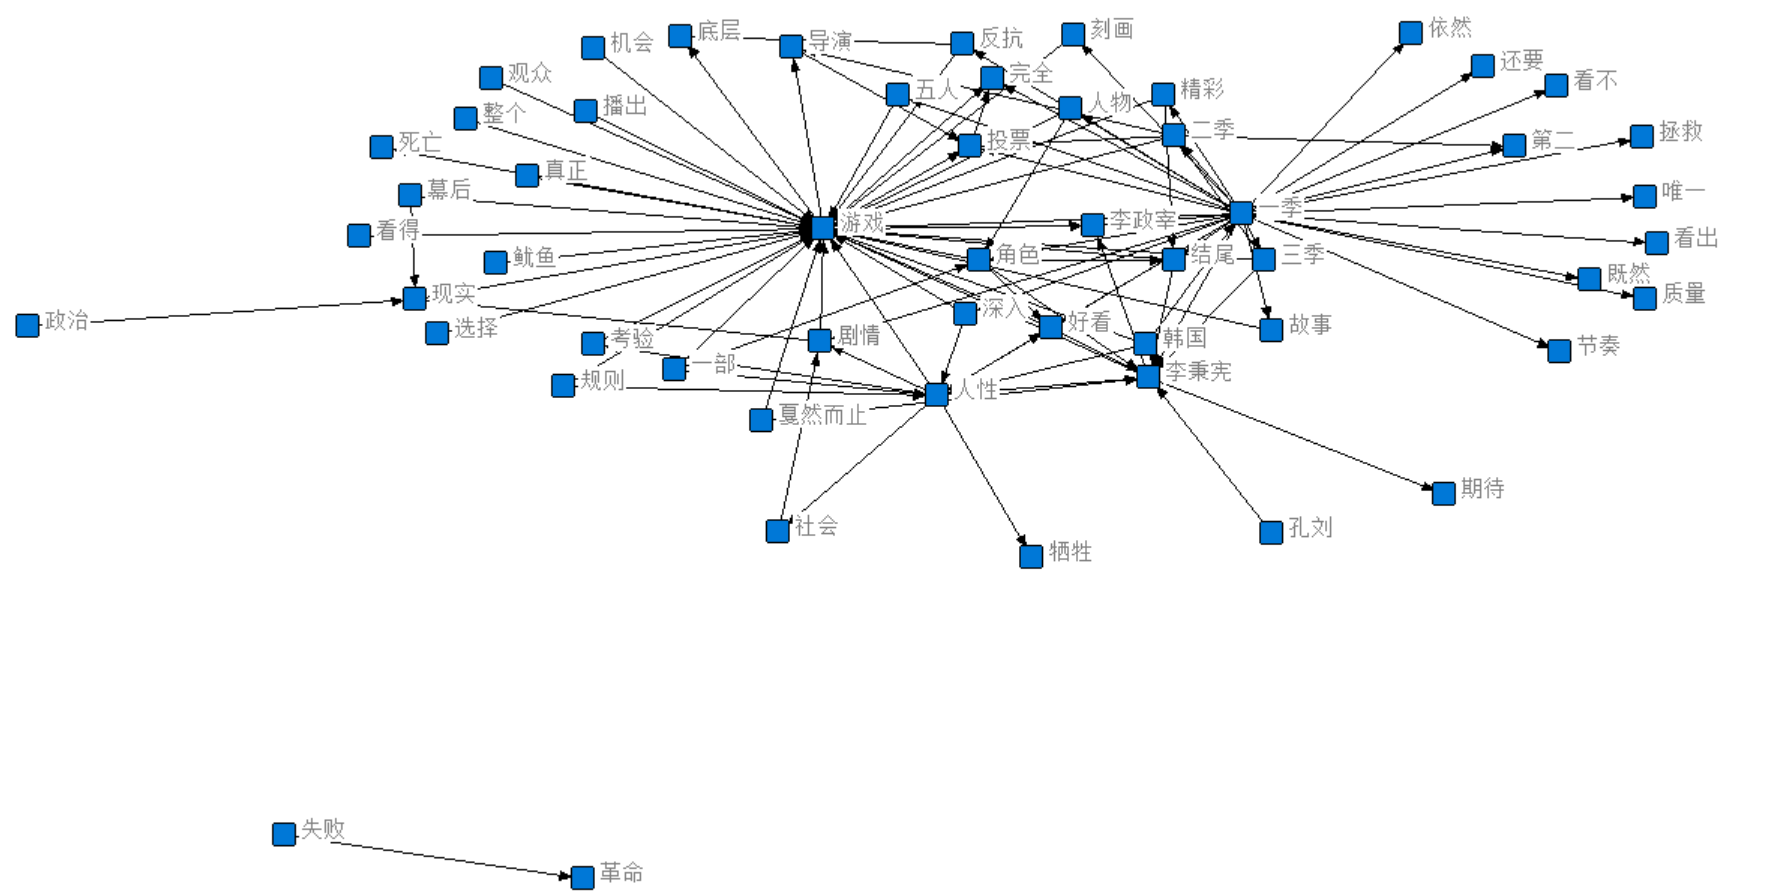 依然
刻画
底层
反抗
导演
机会
还要
完全
观众
看不
精彩
五人
人物
播出
整个
二季
拯救
投票
第二
死亡
真正
唯一
幕后
一季
李政宰
游戏
看得
看出
结尾
三季
角色
鱿鱼
既然
现实
质量
深入
政治
好看
故事
选择
韩国
剧情
考验
节奏
一部
李秉宪
规则
人性
戛然而止
期待
社会
孔刘
牺牲
失败
革命